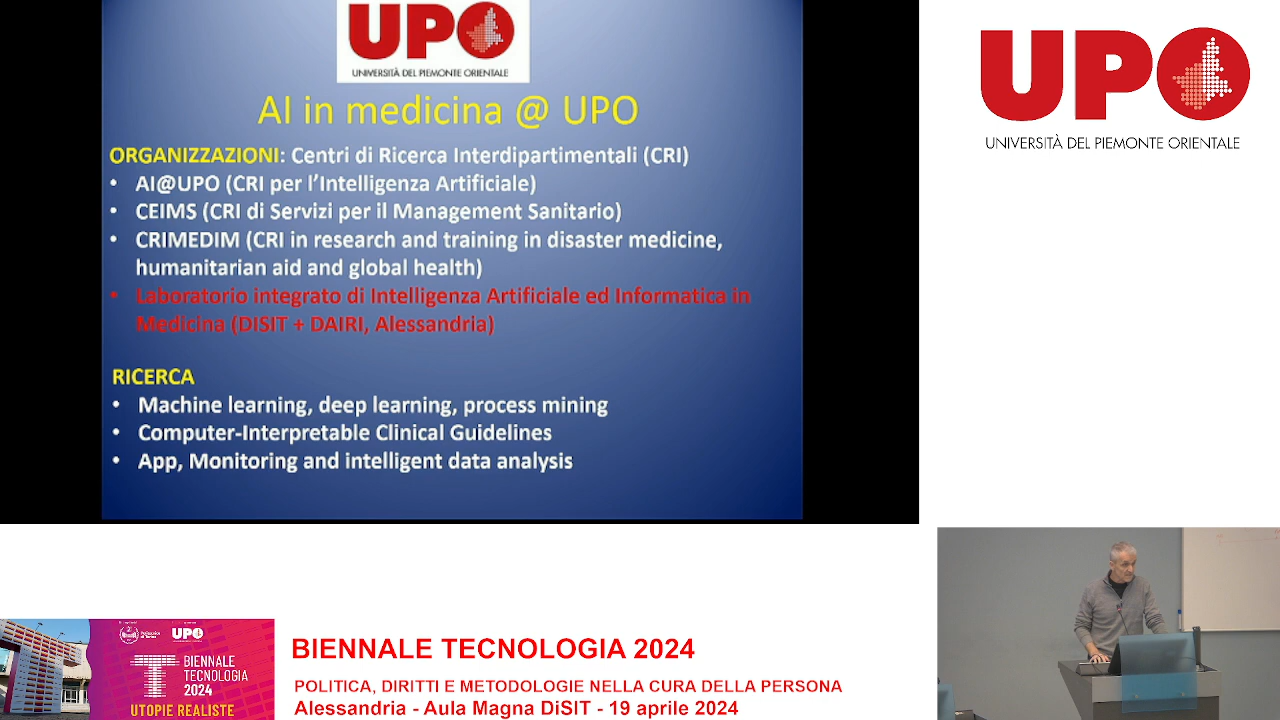 UPO
UNIVERSITÀ DEL PIEMONTE ORIENTALE
AI in medicina @ UPO
ORGANIZZAZIONI: Centri di Ricerca Interdipartimentali (CRI)
• AI@UPO (CRI per l'Intelligenza Artificiale)
• CEIMS (CRI di Servizi per il Management Sanitario)
• CRIMEDIM (CRI in research and training in disaster medicine,
humanitarian aid and global health)
• Laboratorio integrato di Intelligenza Artificiale ed Informatica in
Medicina (DISIT + DAIRI, Alessandria)
RICERCA
• Machine learning, deep learning, process mining
• Computer-Interpretable Clinical Guidelines
• App, Monitoring and intelligent data analysis
UPO
UNIVERSITÀ DEL PIEMONTE ORIENTALE
Politecnico
di Torino
UPO
BIENNALE
TECNOLOGIA
2024
UTOPIE REALISTE
BIENNALE TECNOLOGIA 2024
POLITICA, DIRITTI E METODOLOGIE NELLA CURA DELLA PERSONA
Alessandria - Aula Magna DiSIT - 19 aprile 2024